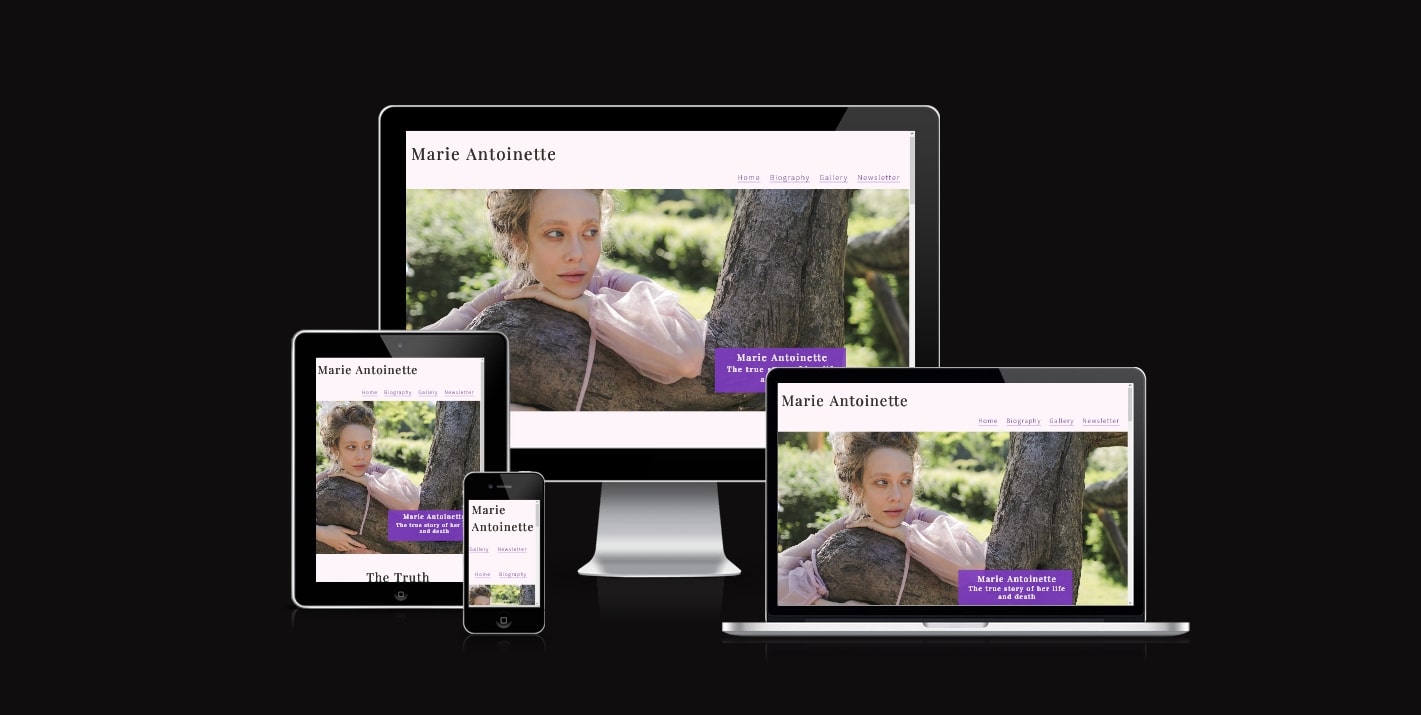 Marie Antoinette
Home Biography Gallery Newsletter
Marie Antoinette
The true
Marie Antoinette
Home Biography Gallery Newsletter
Marie Antoinette
The true story of her
and death
The Truth
Marie
Antoinette
Gallery Newsletter
Home Biography
Marie Antoinette
Home Biography Gallery Newsletter
Marie Antoinette
The true story of her life
and death